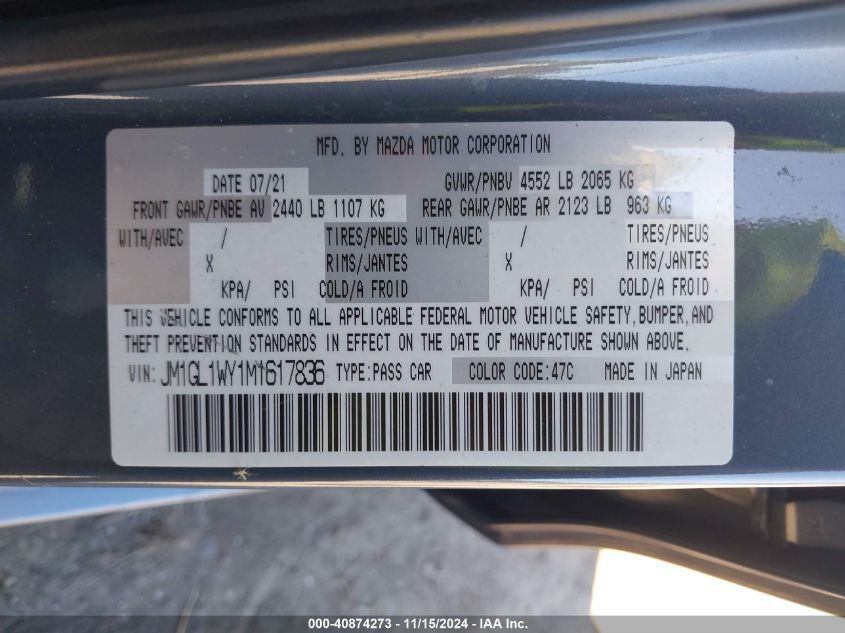 MFD. BY MAZDA MOTOR CORPORATION
DATE 07/21 GVWR/PNBV 4552 LB 2065 KG
FRONT GAWR/PNBE AV 2440 LB 1107 KG REAR GAWR/PNBE AR 2123 LB 963 KG
WITH/AVEC / TIRES/PNEUS WITH/AVEC / TIRES/PNEUS
X RIMS/JANTES X RIMS/JANTES
KPA/ PSI COLD/A FROID KPA/ PSI COLD/A FROID
THIS VEHICLE CONFORMS TO ALL APPLICABLE FEDERAL MOTOR VEHICLE SAFETY,BUMPER,AND
THEFT PREVENTION STANDARDS IN EFFECT ON THE DATE OF MANUFACTURE SHOWN ABOVE.
VIN: JM1GL1WY1M1617836 TYPE:PASS CAR COLOR CODE:47C MADE IN JAPAN
000-40874273 - 11/15/2024 - IAA Inc.